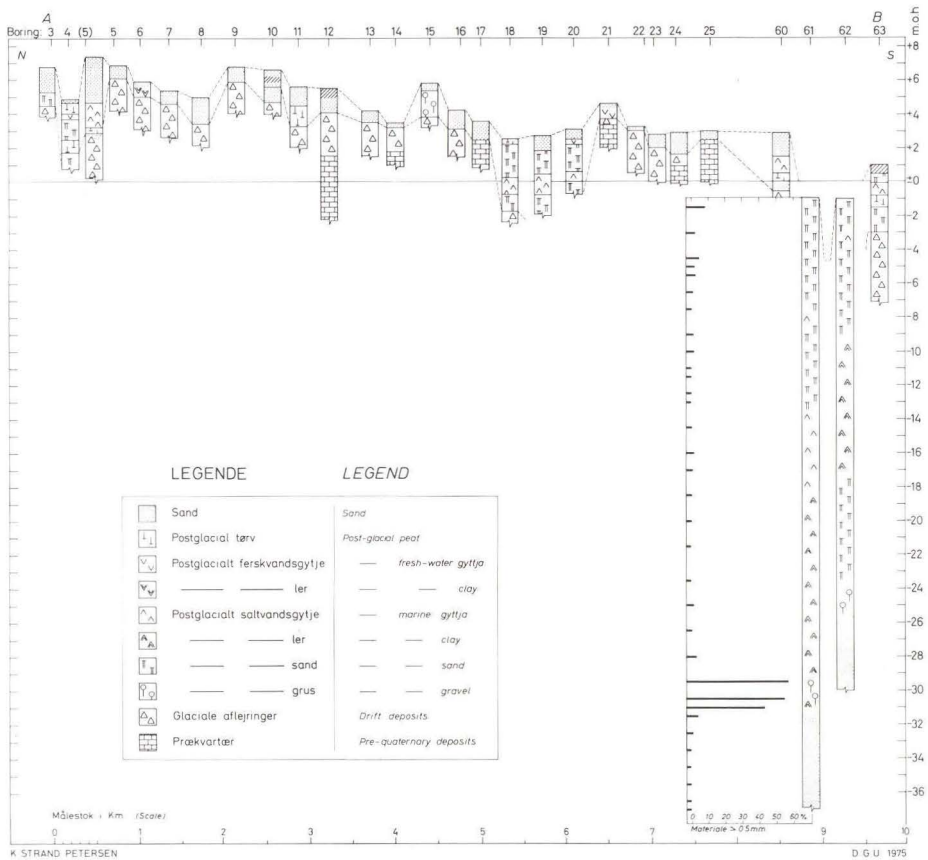 A B
Boring: 3 4 (5) 5 6 7 8 9 10 11 12 13 14 15 16 17 18 19 20 21 22 23 24 25 60 61 62 63
N S
+8
+6
+4
+2
±0
-2
-4
-6
-8
-10
-12
-14
-16
-18
-20
-22
-24
-26
-28
-30
-32
-34
-36
LEGENDE LEGEND
Sand Sand
Postglacial tørv Post-glacial peat
Postglacialt ferskvandsgytje — fresh-water gyttja
— — ler — — clay
Postglacialt saltvandsgytje — marine gyttja
— — ler — — clay
— — sand — — sand
— — grus — — gravel
Glaciale aflejringer Drift deposits
Prækvartær Pre-quaternary deposits
Målestok i Km. (Scale)
0 1 2 3 4 5 6 7 9 10
0 10 20 30 40 50 60 %
Materiale > 0.5mm
K STRAND PETERSEN D.G.U. 1975